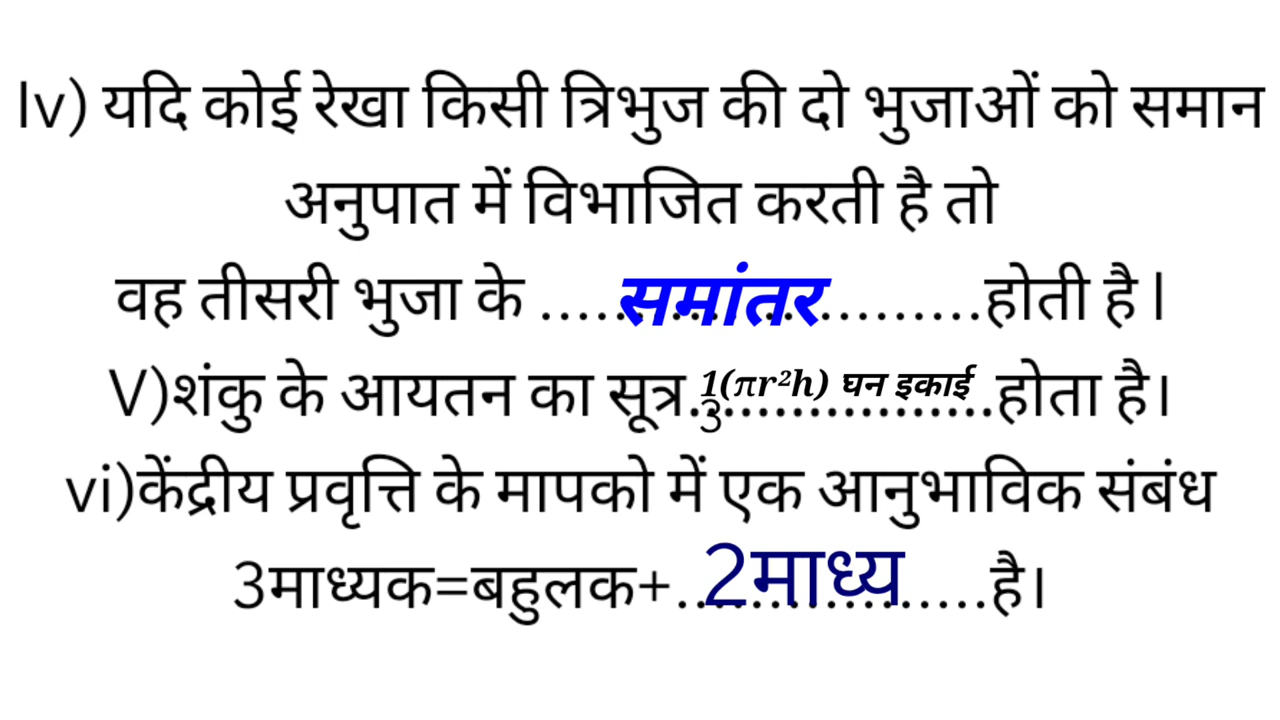 Iv) यदि कोई रेखा किसी त्रिभुज की दो भुजाओं को समान
अनुपात में विभाजित करती है तो
वह तीसरी भुजा के ......समांतर......होती है l
V)शंकु के आयतन का सूत्र.1/3(πr²h) घन इकाई.होता है।
vi)केंद्रीय प्रवृत्ति के मापको में एक आनुभाविक संबंध
3माध्यक=बहुलक+..2माध्य.....है।